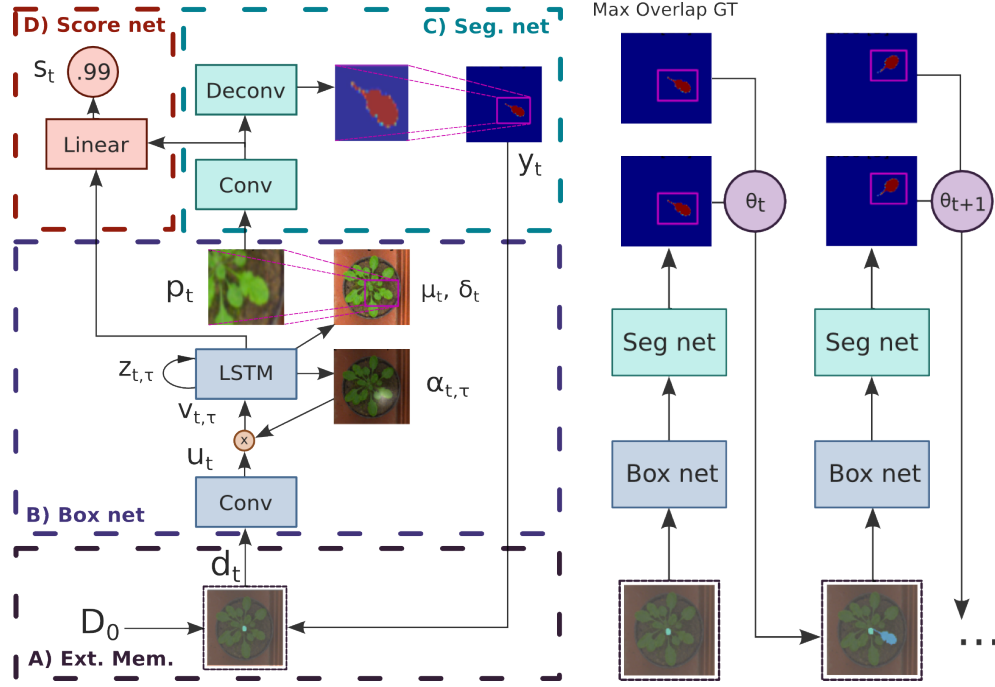 D) Score net
C) Seg. net
Max Overlap GT
s_t
.99
Linear
Deconv
Conv
y_t
p_t
μ_t, δ_t
z_t,τ
LSTM
α_t,τ
v_t,τ
x
u_t
Conv
B) Box net
d_t
D_0
A) Ext. Mem.
θ_t
θ_t+1
Seg net
Seg net
Box net
Box net
...